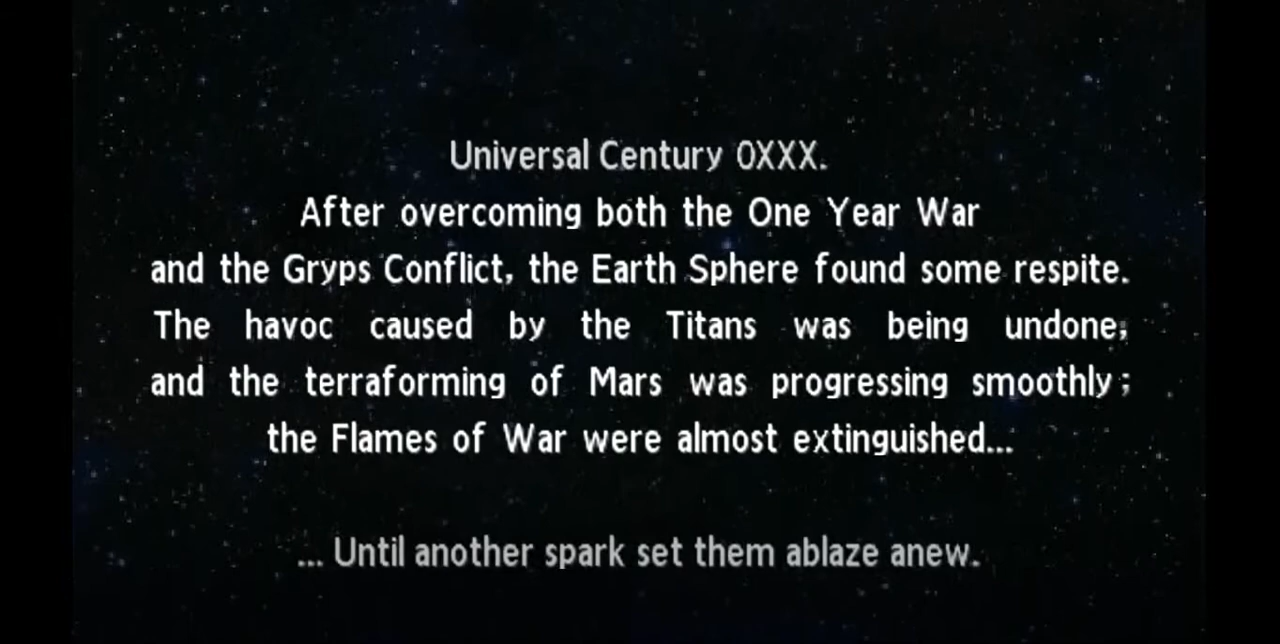 Universal Century 0XXX.
After overcoming both the One Year War
and the Gryps Conflict, the Earth Sphere found some respite.
The havoc caused by the Titans was being undone;
and the terraforming of Mars was progressing smoothly;
the Flames of War were almost extinguished...
... Until another spark set them ablaze anew.